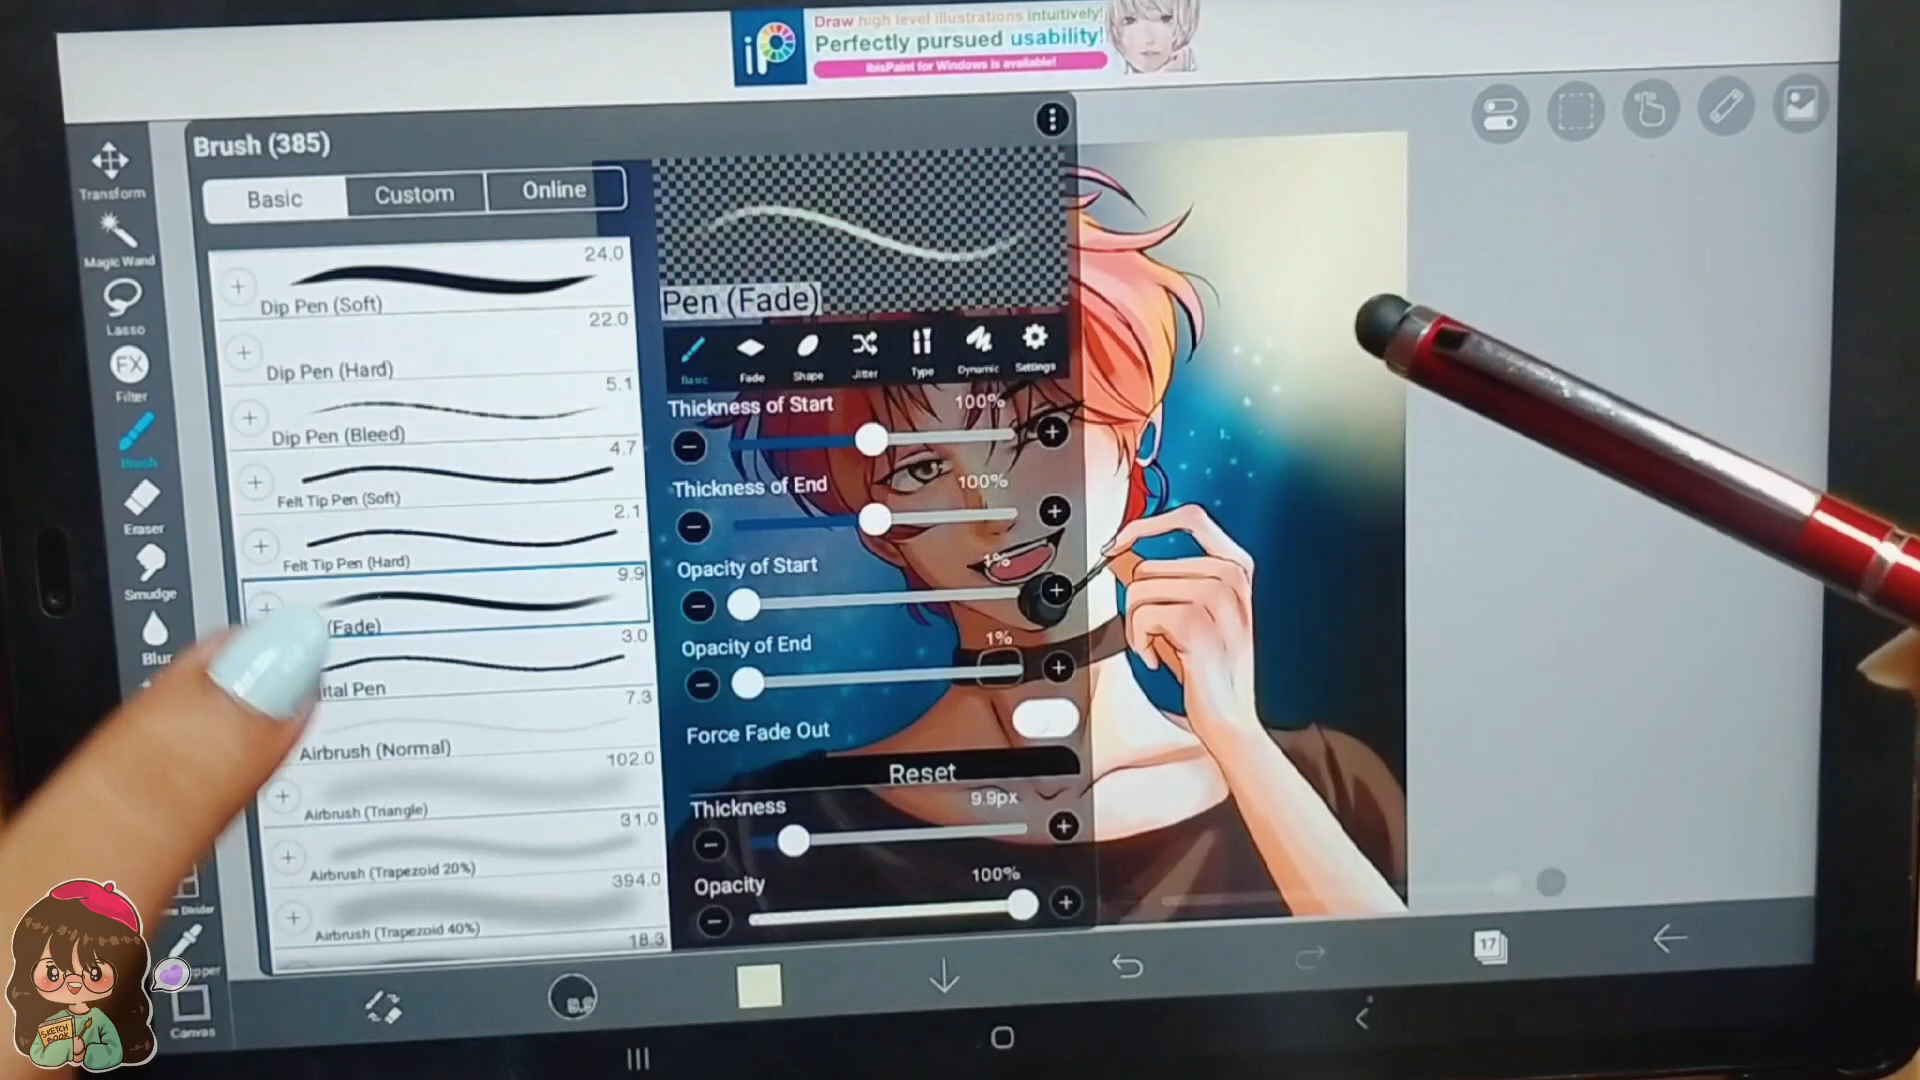 iP
Draw high level illustrations intuitively!
Perfectly pursued usability!
ibisPaint for Windows is available!
Brush (385)
Basic
Custom
Online
Transform
Magic Wand
Lasso
FX
Filter
Brush
Eraser
Smudge
Blur
Canvas
24.0
Dip Pen (Soft)
22.0
Dip Pen (Hard)
5.1
Dip Pen (Bleed)
4.7
Felt Tip Pen (Soft)
2.1
Felt Tip Pen (Hard)
9.9
(Fade)
3.0
ital Pen
7.3
Airbrush (Normal)
102.0
Airbrush (Triangle)
31.0
Airbrush (Trapezoid 20%)
394.0
Airbrush (Trapezoid 40%)
18.3
Pen (Fade)
Basic
Fade
Shape
Jitter
Type
Dynamic
Settings
Thickness of Start
100%
Thickness of End
100%
Opacity of Start
1%
Opacity of End
1%
Force Fade Out
Reset
Thickness
9.9px
Opacity
100%
17
SKETCH
BOOK